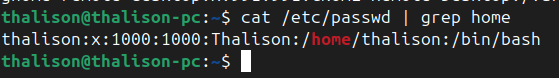 thalison@thalison-pc:~$ cat /etc/passwd | grep home
thalison:x:1000:1000:Thalison:/home/thalison:/bin/bash
thalison@thalison-pc:~$